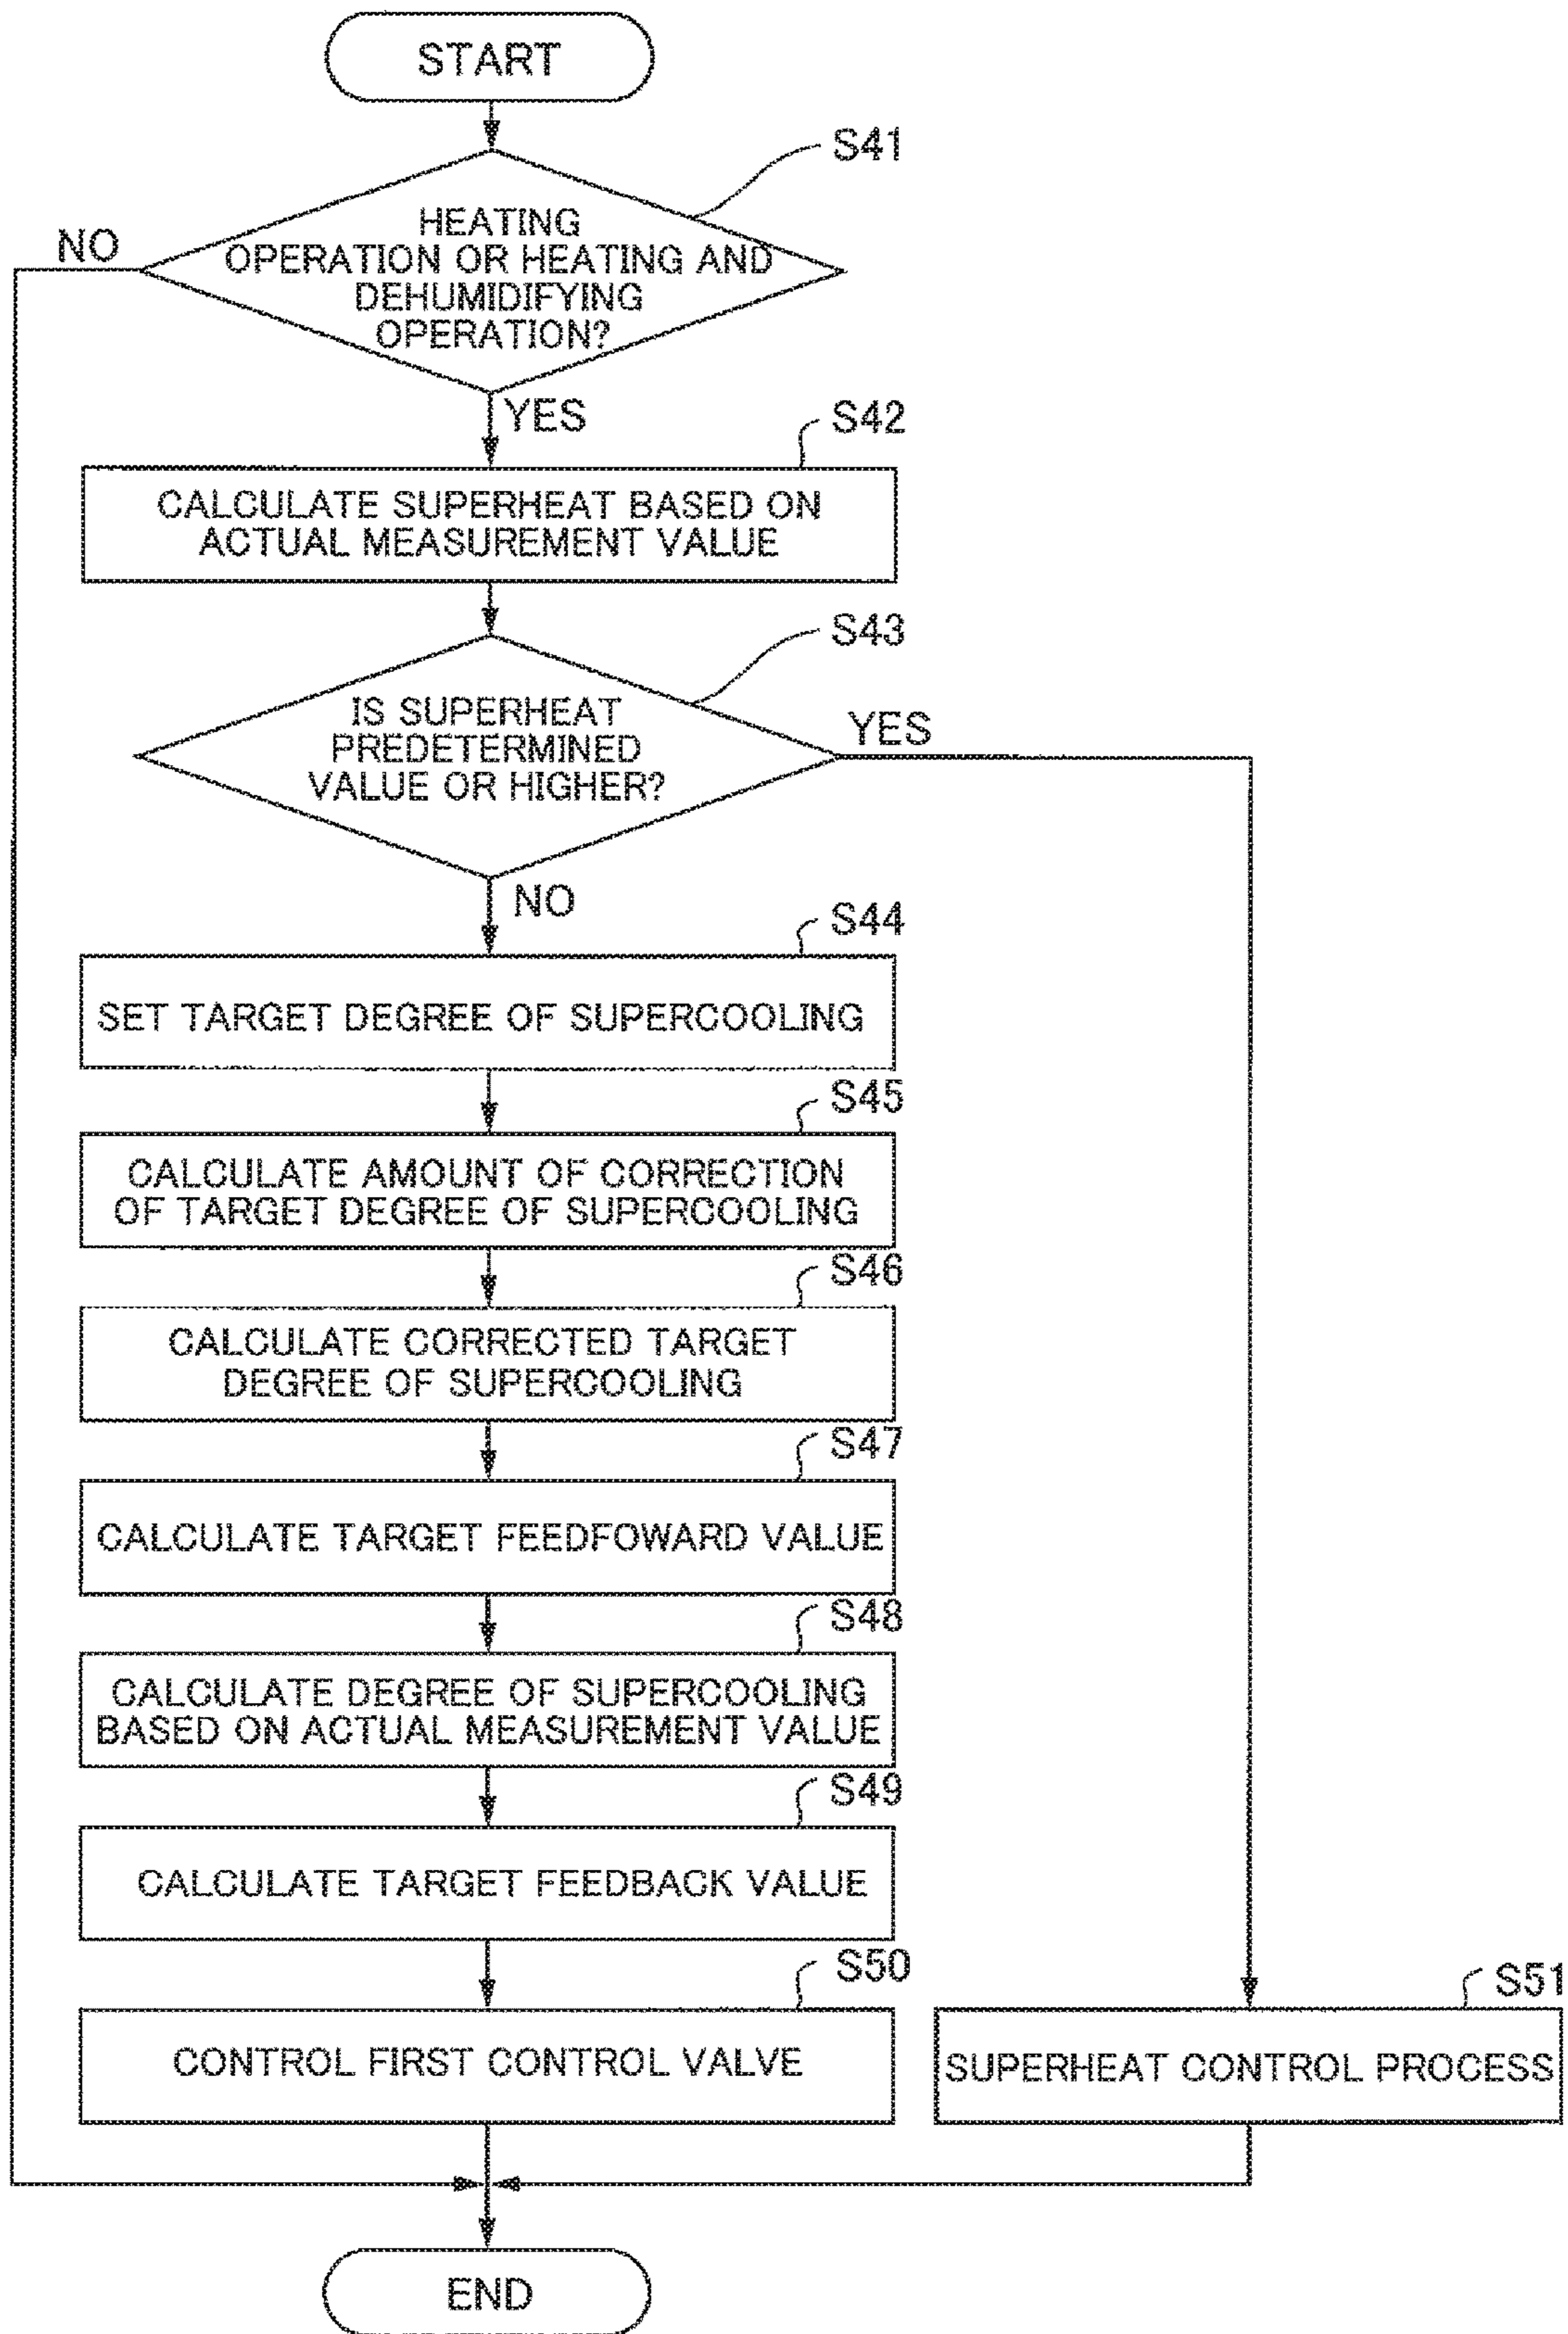 START
S41
HEATING
OPERATION OR HEATING AND
DEHUMIDIFYING
OPERATION?
NO
YES
S42
CALCULATE SUPERHEAT BASED ON
ACTUAL MEASUREMENT VALUE
S43
IS SUPERHEAT
PREDETERMINED
VALUE OR HIGHER?
YES
NO
S44
SET TARGET DEGREE OF SUPERCOOLING
S45
CALCULATE AMOUNT OF CORRECTION
OF TARGET DEGREE OF SUPERCOOLING
S46
CALCULATE CORRECTED TARGET
DEGREE OF SUPERCOOLING
S47
CALCULATE TARGET FEEDFOWARD VALUE
S48
CALCULATE DEGREE OF SUPERCOOLING
BASED ON ACTUAL MEASUREMENT VALUE
S49
CALCULATE TARGET FEEDBACK VALUE
S50
CONTROL FIRST CONTROL VALVE
S51
SUPERHEAT CONTROL PROCESS
END